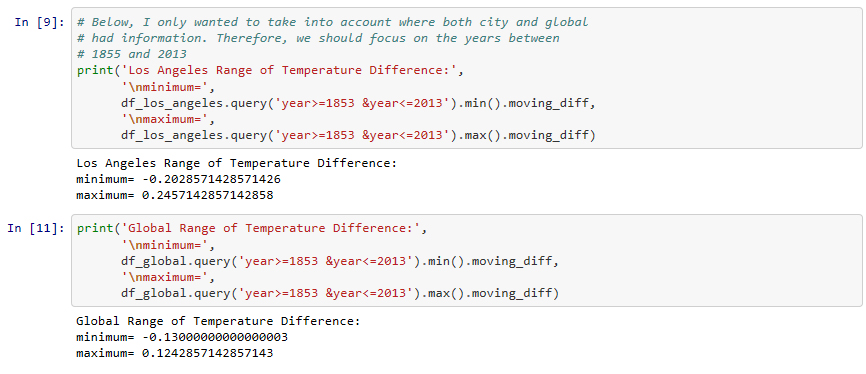 In [9]: # Below, I only wanted to take into account where both city and global
# had information. Therefore, we should focus on the years between
# 1855 and 2013
print('Los Angeles Range of Temperature Difference:',
'\nminimum=',
df_los_angeles.query('year>=1853 &year<=2013').min().moving_diff,
'\nmaximum=',
df_los_angeles.query('year>=1853 &year<=2013').max().moving_diff)
Los Angeles Range of Temperature Difference:
minimum= -0.2028571428571426
maximum= 0.2457142857142858
In [11]: print('Global Range of Temperature Difference:',
'\nminimum=',
df_global.query('year>=1853 &year<=2013').min().moving_diff,
'\nmaximum=',
df_global.query('year>=1853 &year<=2013').max().moving_diff)
Global Range of Temperature Difference:
minimum= -0.13000000000000003
maximum= 0.1242857142857143